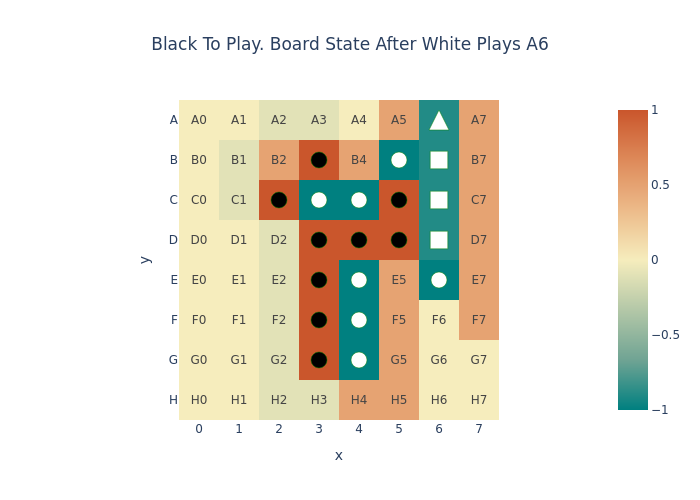 Black To Play. Board State After White Plays A6
A A0 A1 A2 A3 A4 A5 A7
B B0 B1 B2 B4 B7
C C0 C1 C7
D D0 D1 D2 D7
E E0 E1 E2 E5 E7
F F0 F1 F2 F5 F6 F7
G G0 G1 G2 G5 G6 G7
H H0 H1 H2 H3 H4 H5 H6 H7
0 1 2 3 4 5 6 7
x
y
1
0.5
0
−0.5
−1